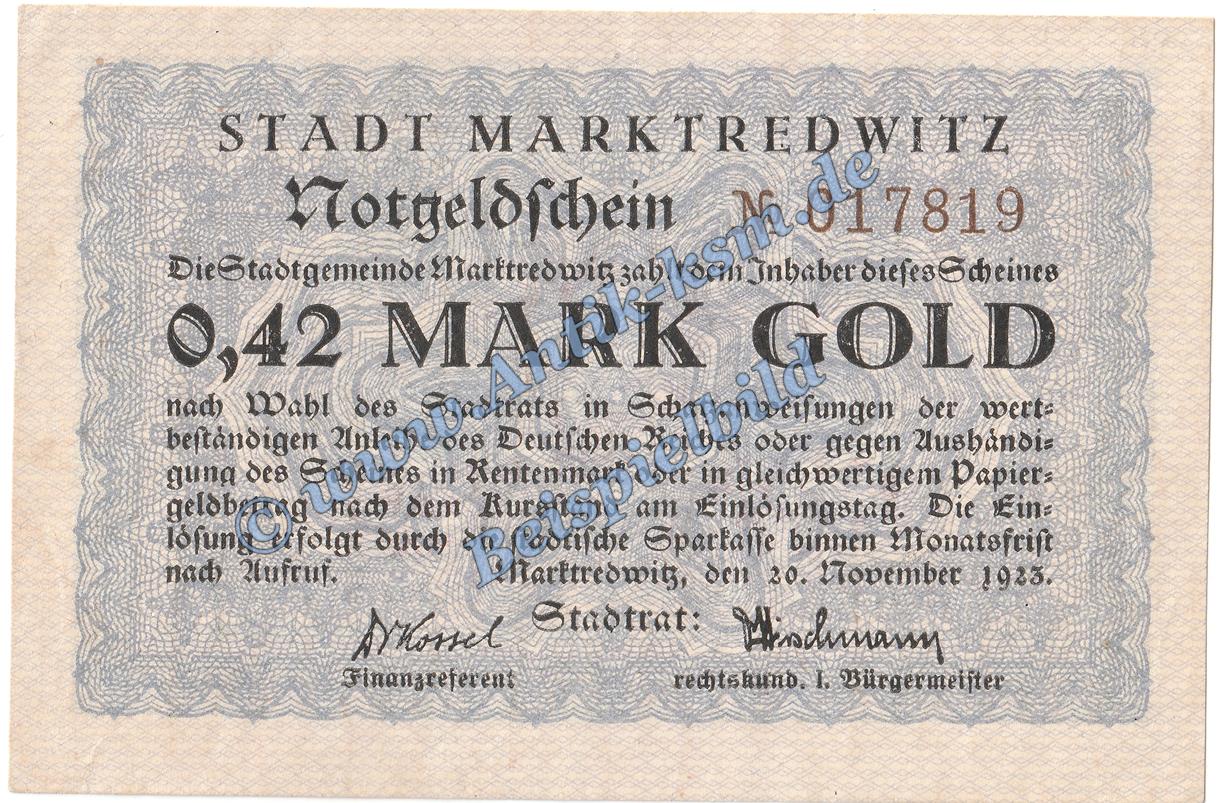 STADT MARKTREDWITZ
Notgeldschein № 017819
Die Stadtgemeinde Marktredwitz zahlt dem Inhaber dieses Scheines
0,42 MARK GOLD
nach Wahl des Stadtrats in Schatzanweisungen der wert-
beständigen Anleihe des Deutschen Reiches oder gegen Aushändi-
gung des Scheines in Rentenmark oder in gleichwertigem Papier-
geldbetrag nach dem Kursstand am Einlösungstag. Die Ein-
lösung erfolgt durch die städtische Sparkasse binnen Monatsfrist
nach Aufruf. Marktredwitz, den 20. November 1923.
Stadtrat:
Dr Kossel
Finanzreferent rechtskund. I. Bürgermeister
© www.Antik-ksm.de
Beispielbild